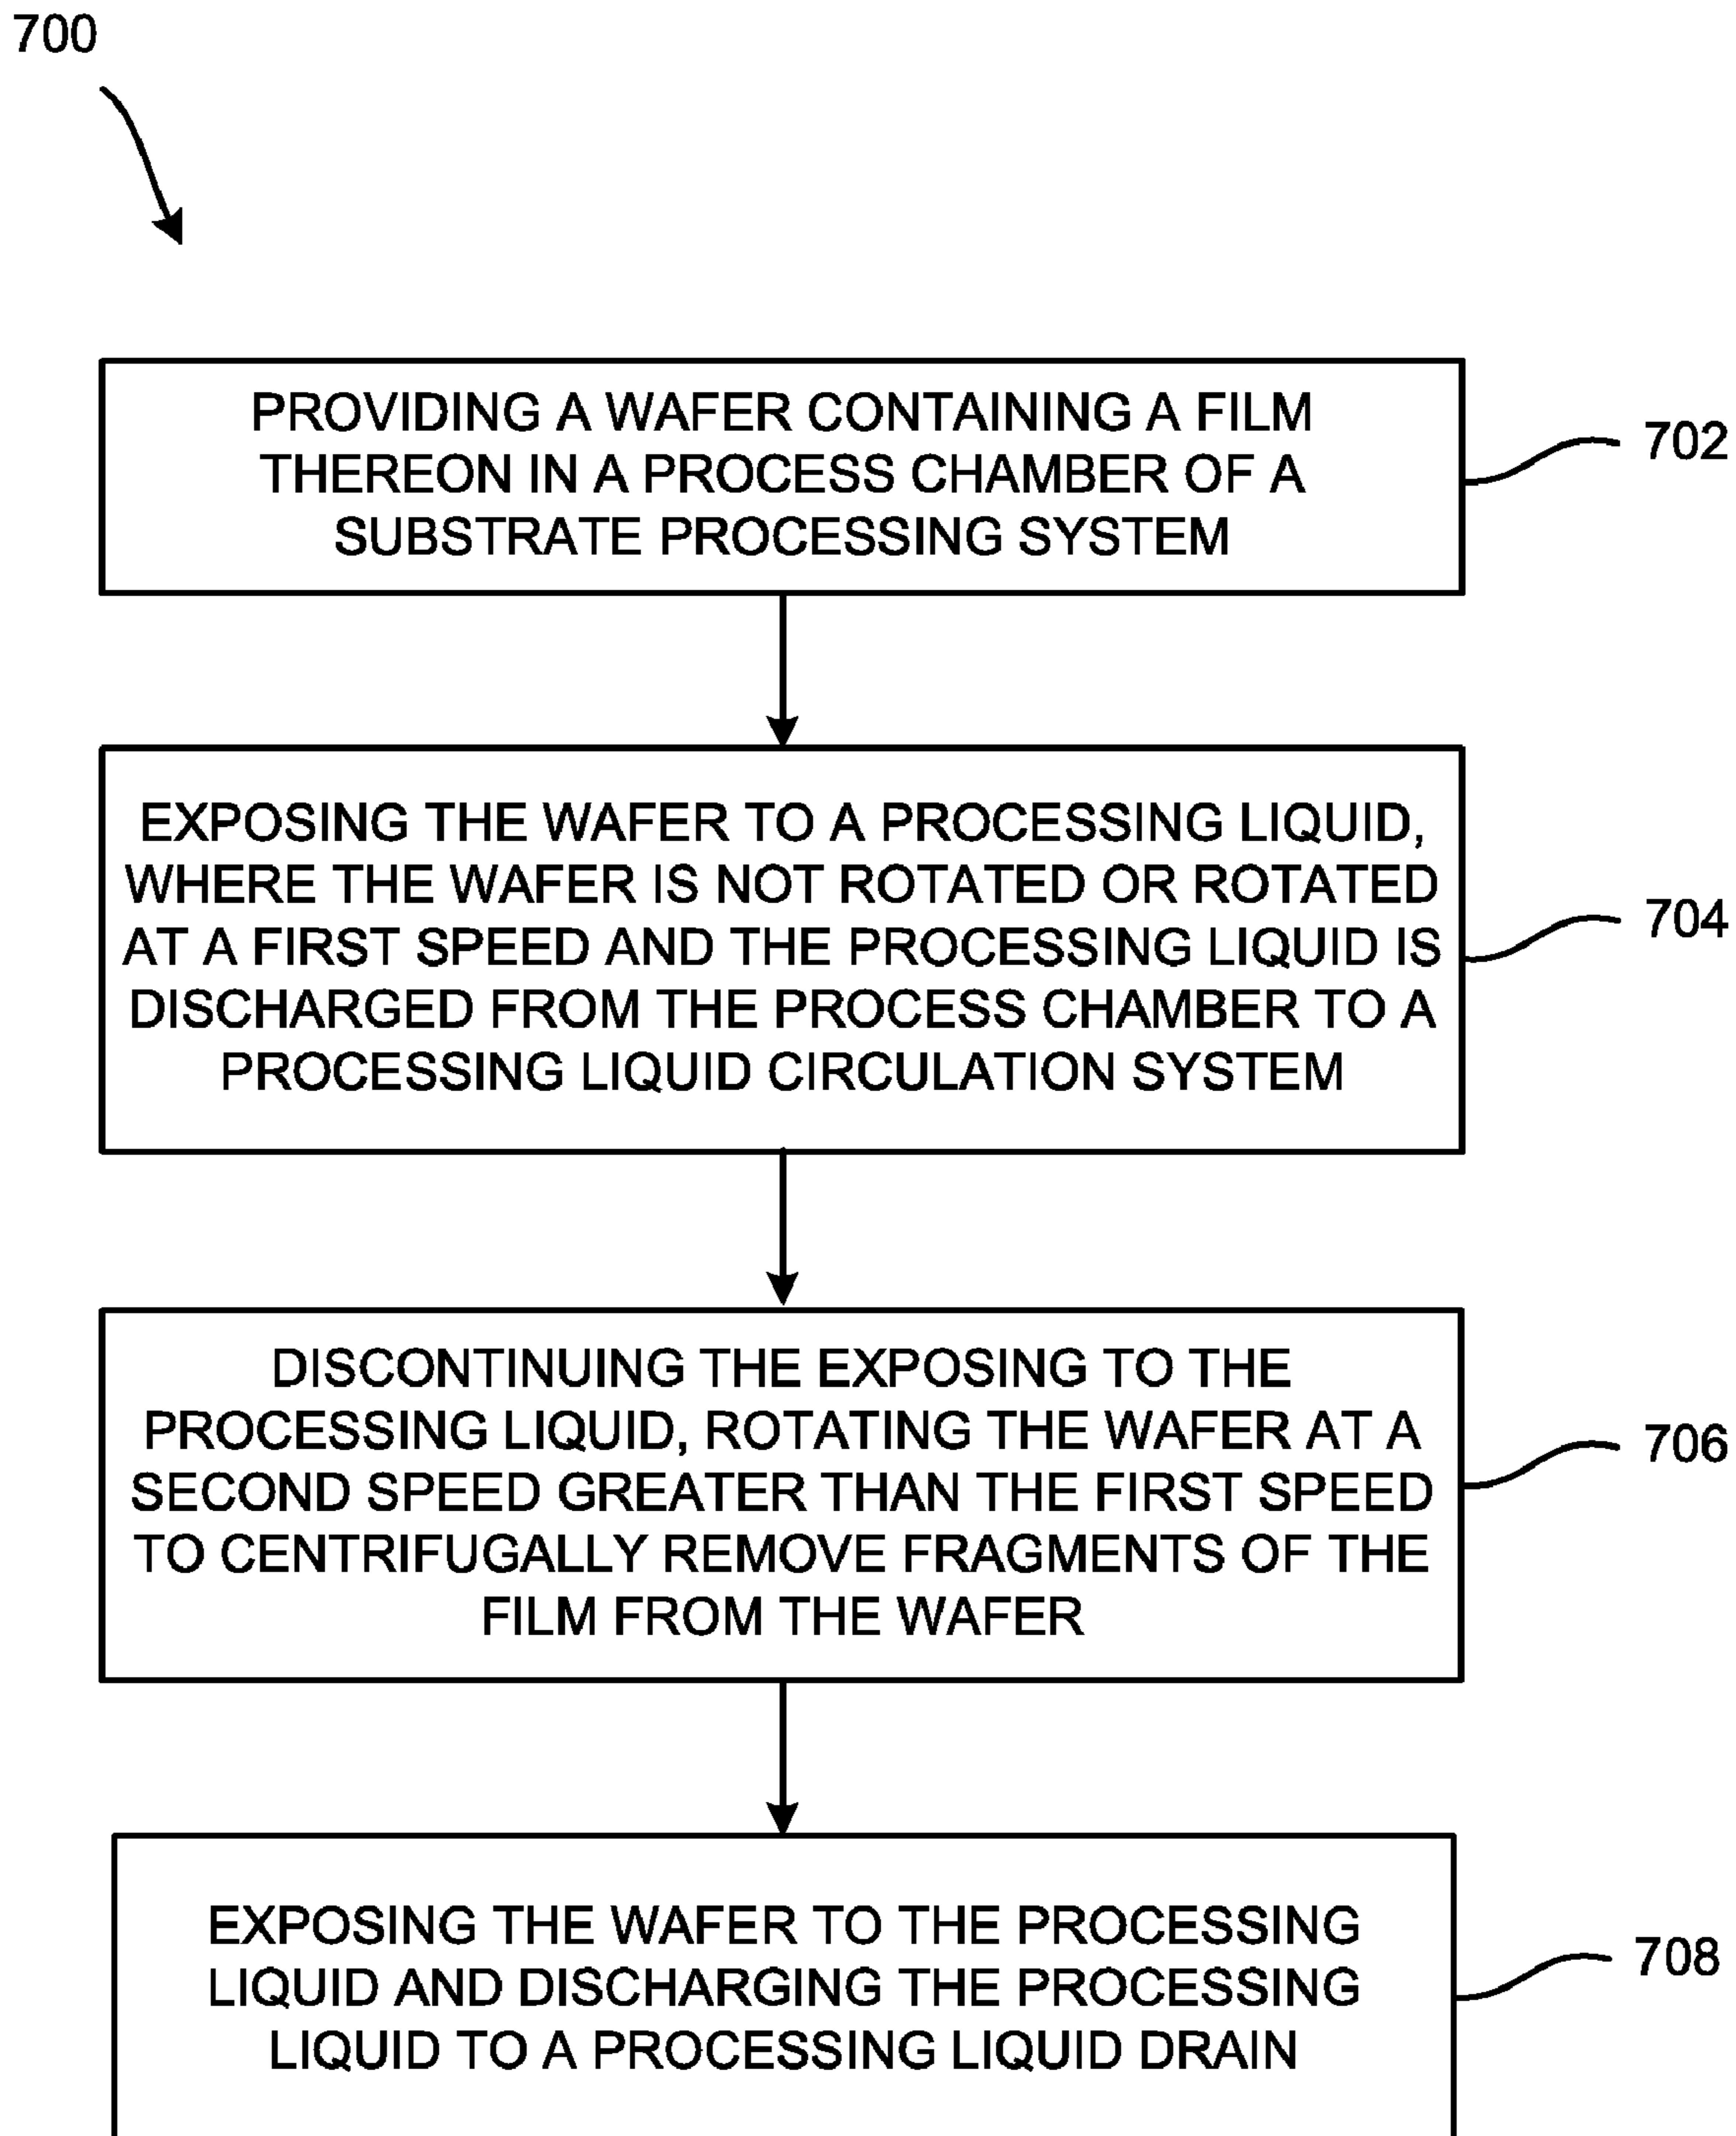 700
PROVIDING A WAFER CONTAINING A FILM
THEREON IN A PROCESS CHAMBER OF A
SUBSTRATE PROCESSING SYSTEM
702
EXPOSING THE WAFER TO A PROCESSING LIQUID,
WHERE THE WAFER IS NOT ROTATED OR ROTATED
AT A FIRST SPEED AND THE PROCESSING LIQUID IS
DISCHARGED FROM THE PROCESS CHAMBER TO A
PROCESSING LIQUID CIRCULATION SYSTEM
704
DISCONTINUING THE EXPOSING TO THE
PROCESSING LIQUID, ROTATING THE WAFER AT A
SECOND SPEED GREATER THAN THE FIRST SPEED
TO CENTRIFUGALLY REMOVE FRAGMENTS OF THE
FILM FROM THE WAFER
706
EXPOSING THE WAFER TO THE PROCESSING
LIQUID AND DISCHARGING THE PROCESSING
LIQUID TO A PROCESSING LIQUID DRAIN
708